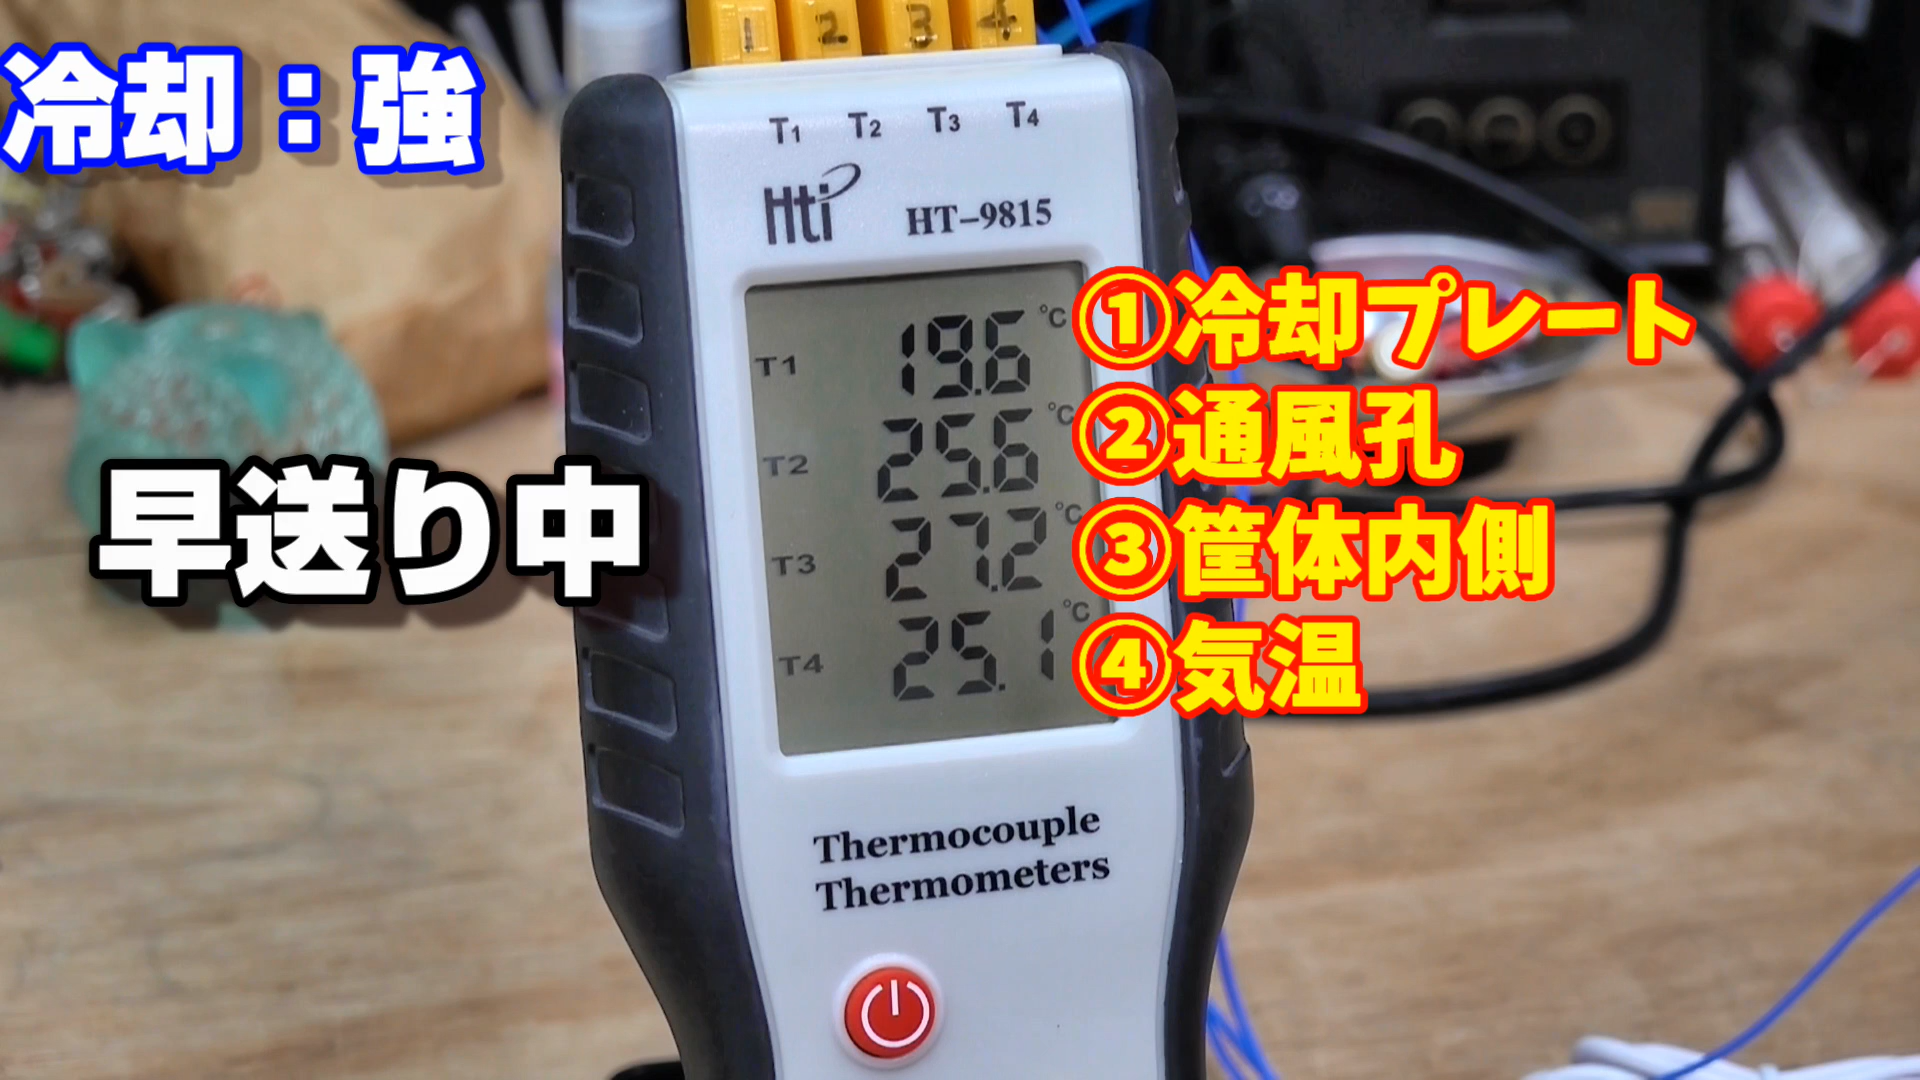 1 2 3 4
冷却：強
T1 T2 T3 T4
Hti HT-9815
T1 19.6 °C
①冷却プレート
T2 25.6 °C
②通風孔
早送り中
T3 27.2 °C
③筐体内側
T4 25.1 °C
④気温
Thermocouple
Thermometers